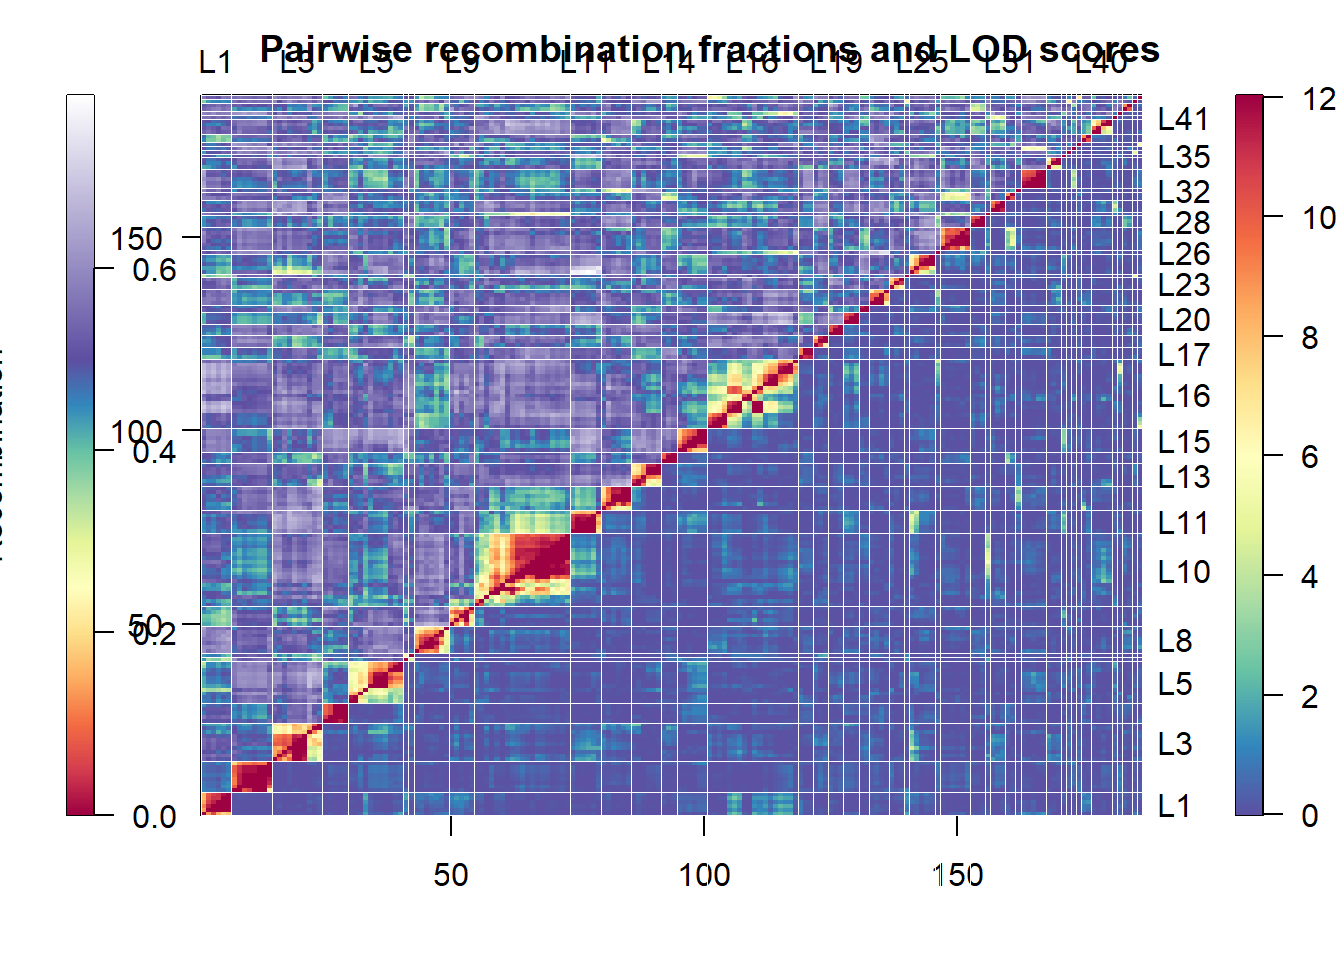 Pairwise recombination fractions and LOD scores
L1 L3 L5 L9 L11 L14 L16 L19 L25 L31 L40
12
L41
L35
10
L32
L28
150
L26
0.6
L23
8
L20
L17
L16
100
L15
0.4
6
L13
L11
L10
4
50
0.2
L8
L5
2
L3
L1
0.0
0
50 100 150